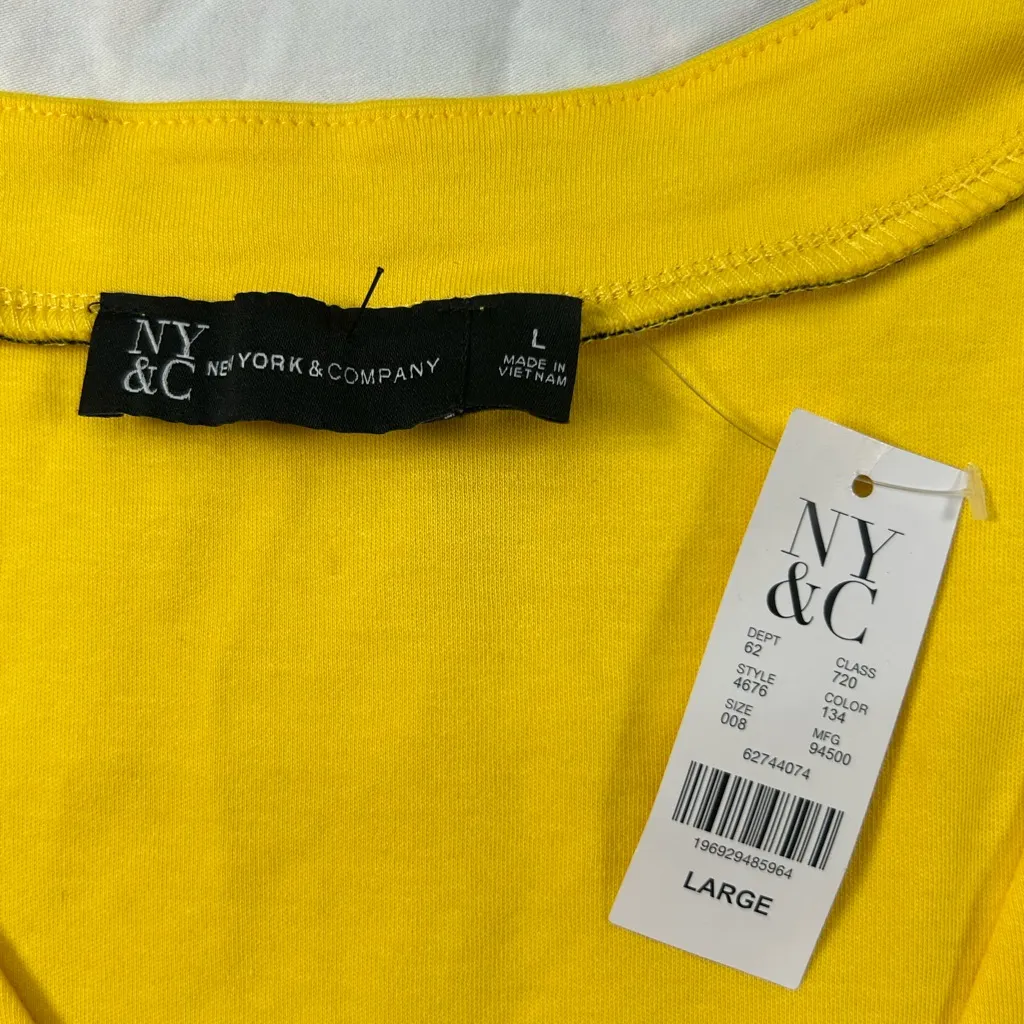 NY
&C
NEW YORK & COMPANY
L
MADE IN
VIETNAM
NY
&C
DEPT
62
CLASS
720
STYLE
4676
COLOR
134
SIZE
008
MFG
94500
62744074
196929485964
LARGE